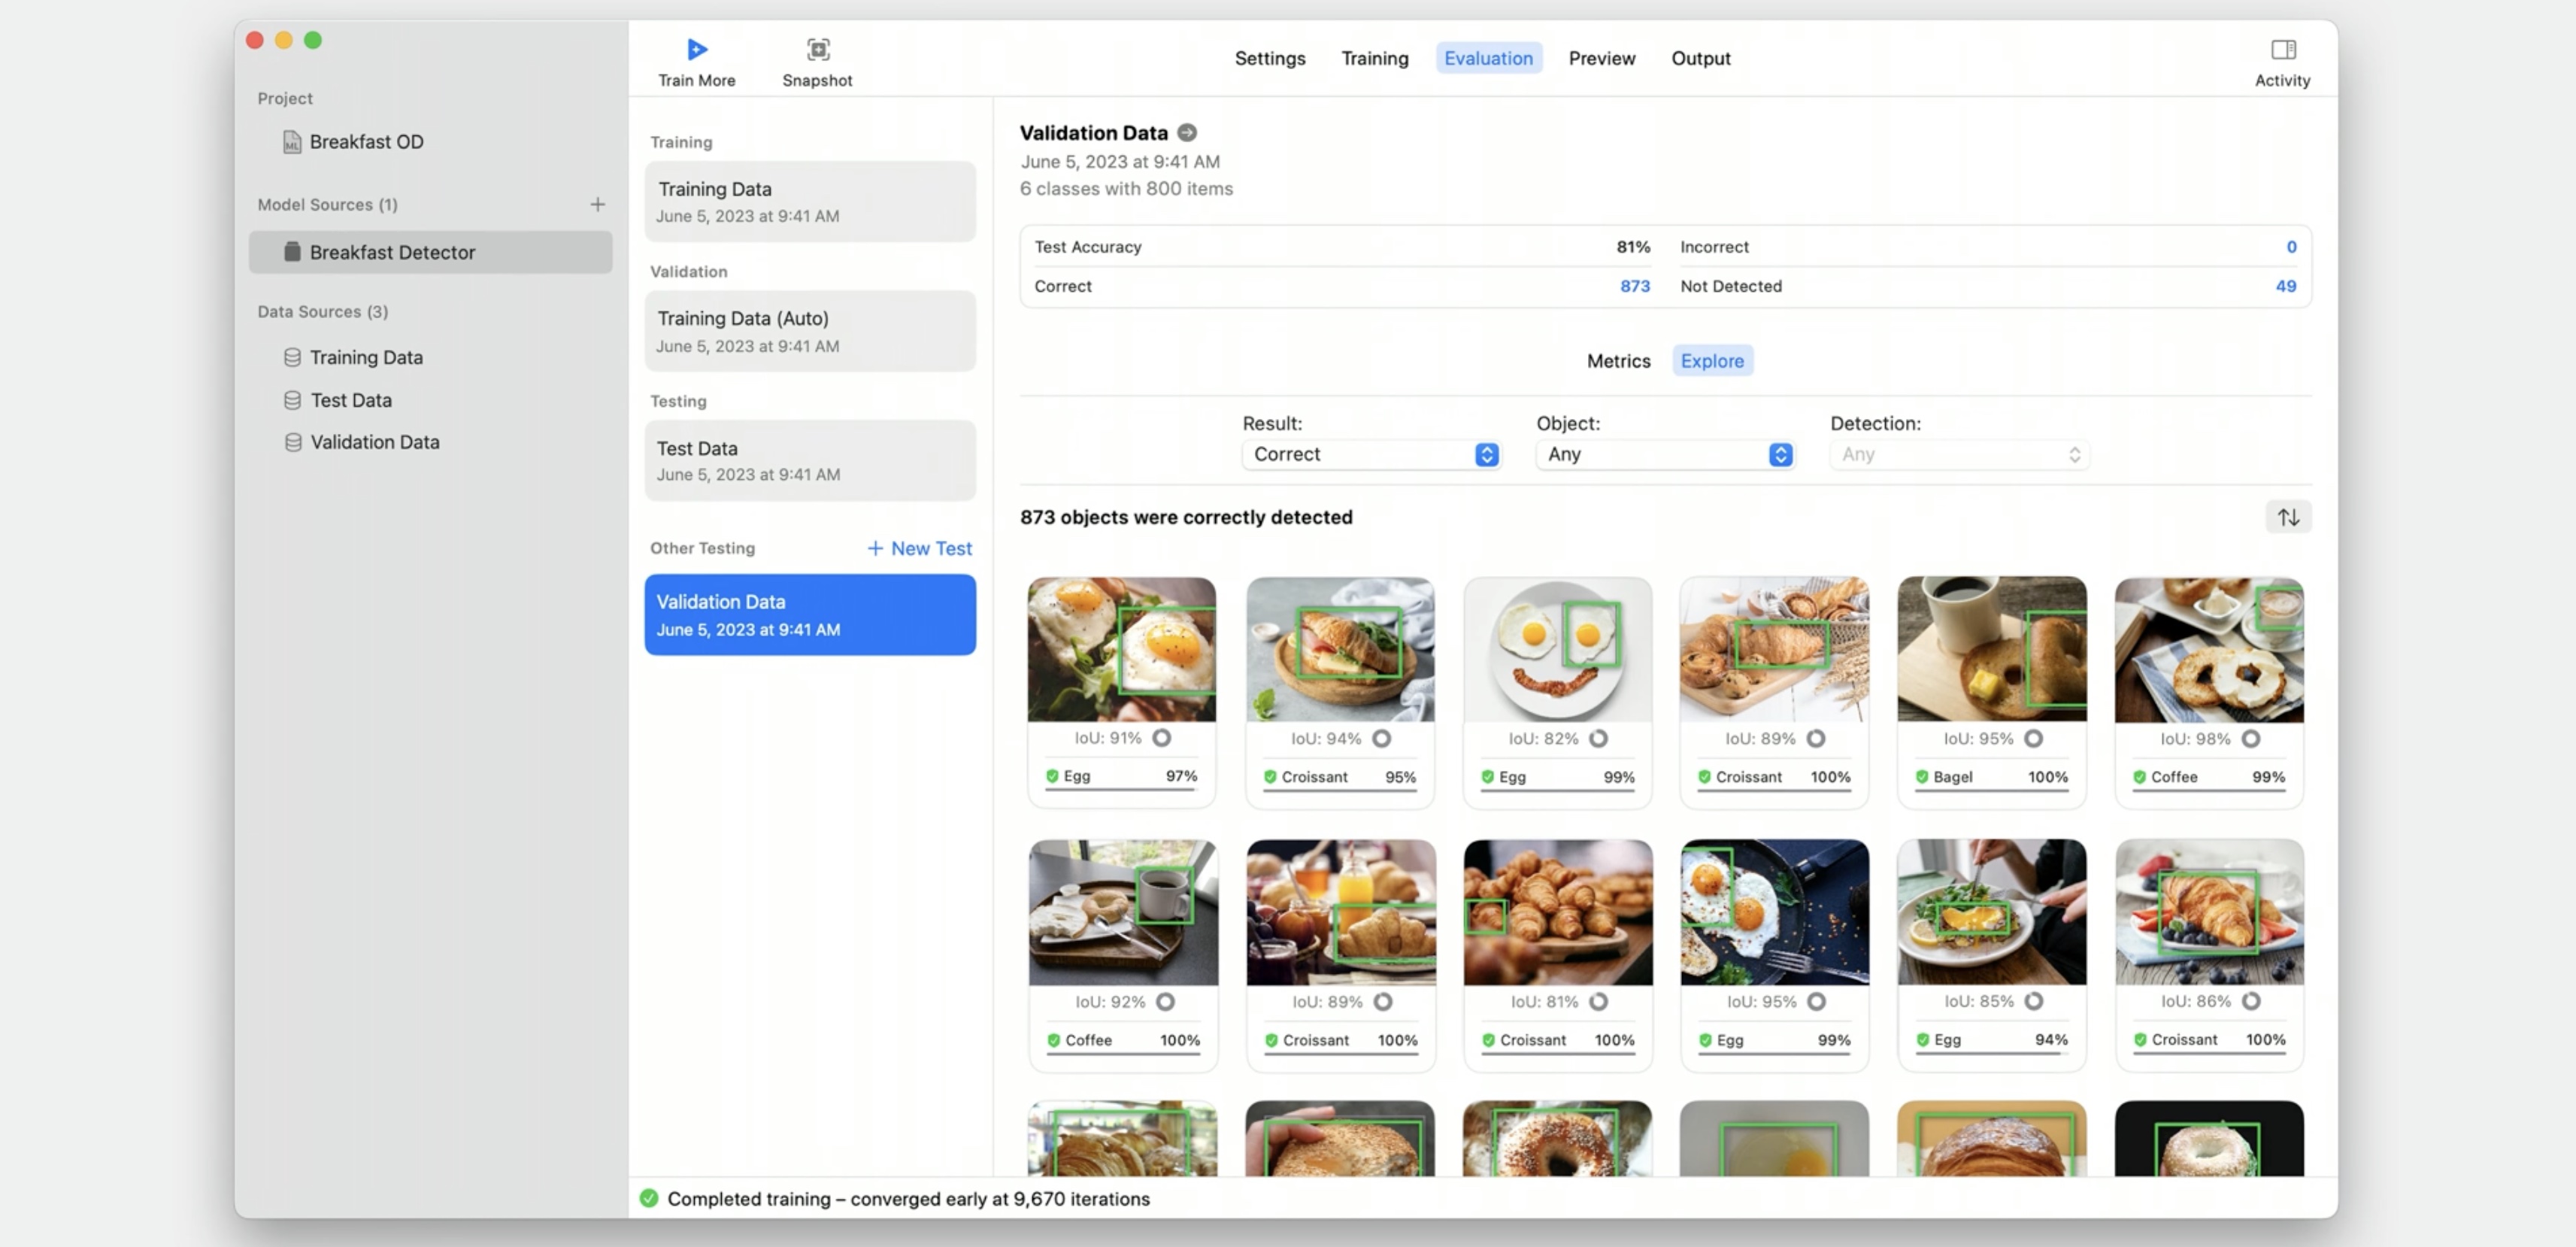 Train More
Snapshot
Settings
Training
Evaluation
Preview
Output
Activity
Project
Breakfast OD
Model Sources (1)
Breakfast Detector
Data Sources (3)
Training Data
Test Data
Validation Data
Training
Training Data
June 5, 2023 at 9:41 AM
Validation
Training Data (Auto)
June 5, 2023 at 9:41 AM
Testing
Test Data
June 5, 2023 at 9:41 AM
Other Testing
+ New Test
Validation Data
June 5, 2023 at 9:41 AM
Validation Data
June 5, 2023 at 9:41 AM
6 classes with 800 items
Test Accuracy 81%
Incorrect 0
Correct 873
Not Detected 49
Metrics
Explore
Result:
Correct
Object:
Any
Detection:
Any
873 objects were correctly detected
IoU: 91%
Egg 97%
IoU: 94%
Croissant 95%
IoU: 82%
Egg 99%
IoU: 89%
Croissant 100%
IoU: 95%
Bagel 100%
IoU: 98%
Coffee 99%
IoU: 92%
Coffee 100%
IoU: 89%
Croissant 100%
IoU: 81%
Croissant 100%
IoU: 95%
Egg 99%
IoU: 85%
Egg 94%
IoU: 86%
Croissant 100%
Completed training – converged early at 9,670 iterations